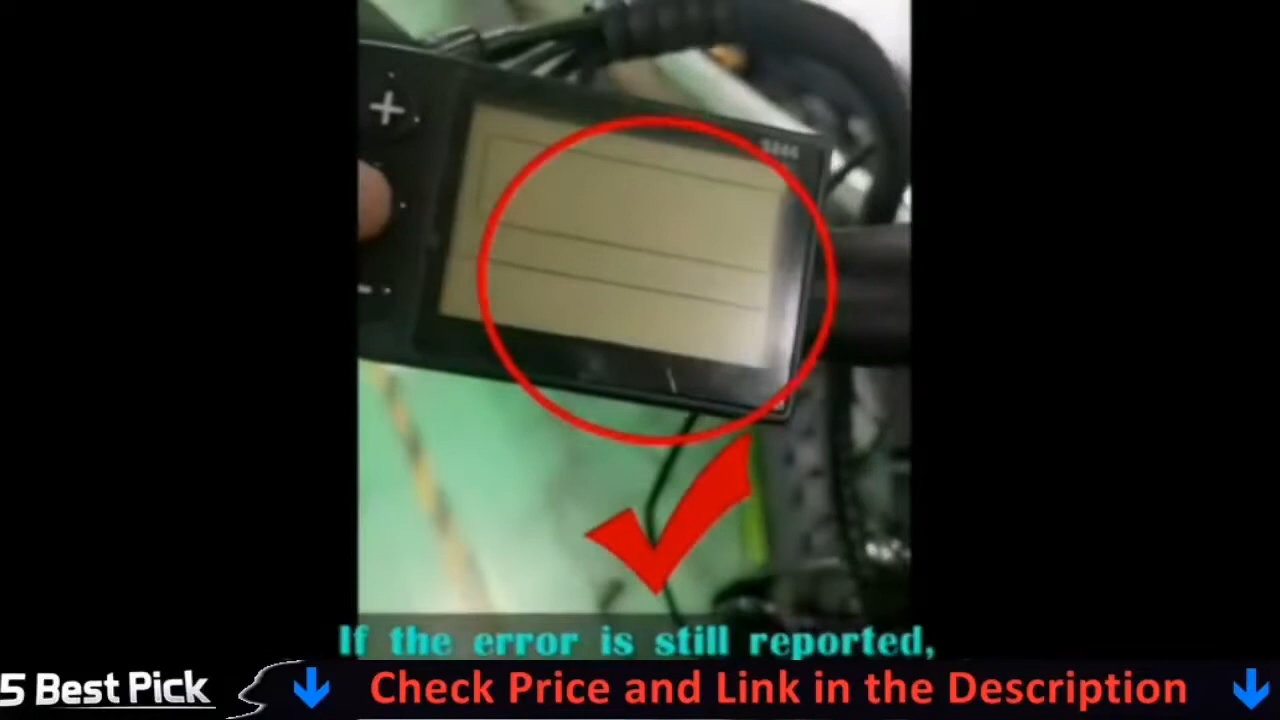 If the error is still reported,
5 Best Pick
Check Price and Link in the Description